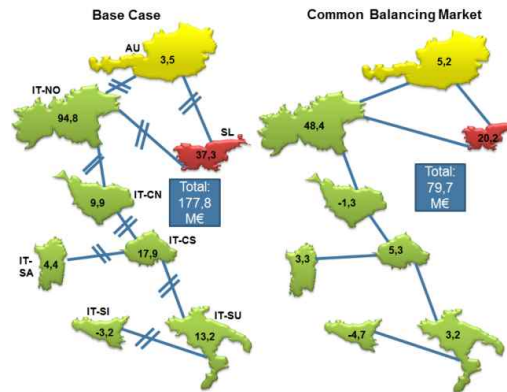 Base Case
Common Balancing Market
AU
3,5
5,2
IT-NO
94,8
48,4
SL
37,3
20,2
Total:
177,8
M€
Total:
79,7
M€
IT-CN
9,9
-1,3
IT-CS
17,9
5,3
IT-
SA
4,4
3,3
IT-SI
-3,2
IT-SU
13,2
-4,7
3,2